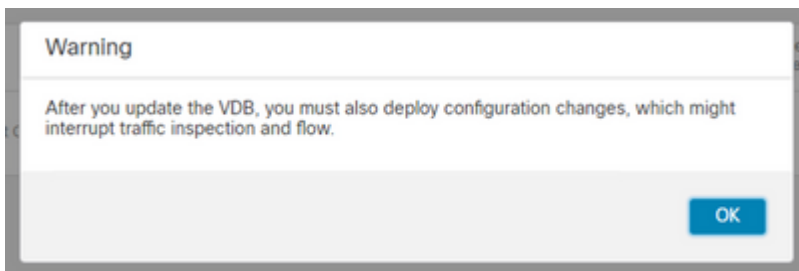 Warning
After you update the VDB, you must also deploy configuration changes, which might
interrupt traffic inspection and flow.
OK